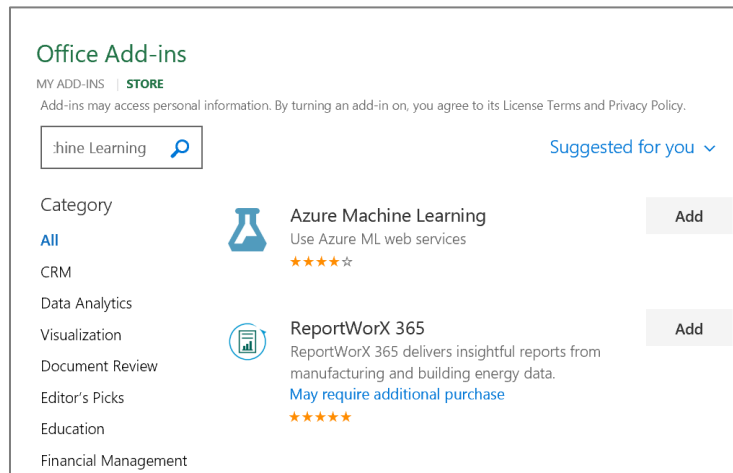 Office Add-ins
MY ADD-INS | STORE
Add-ins may access personal information. By turning an add-in on, you agree to its License Terms and Privacy Policy.
:hine Learning
Suggested for you
Category
All
CRM
Data Analytics
Visualization
Document Review
Editor's Picks
Education
Financial Management
Azure Machine Learning
Use Azure ML web services
Add
ReportWorX 365
ReportWorX 365 delivers insightful reports from
manufacturing and building energy data.
May require additional purchase
Add